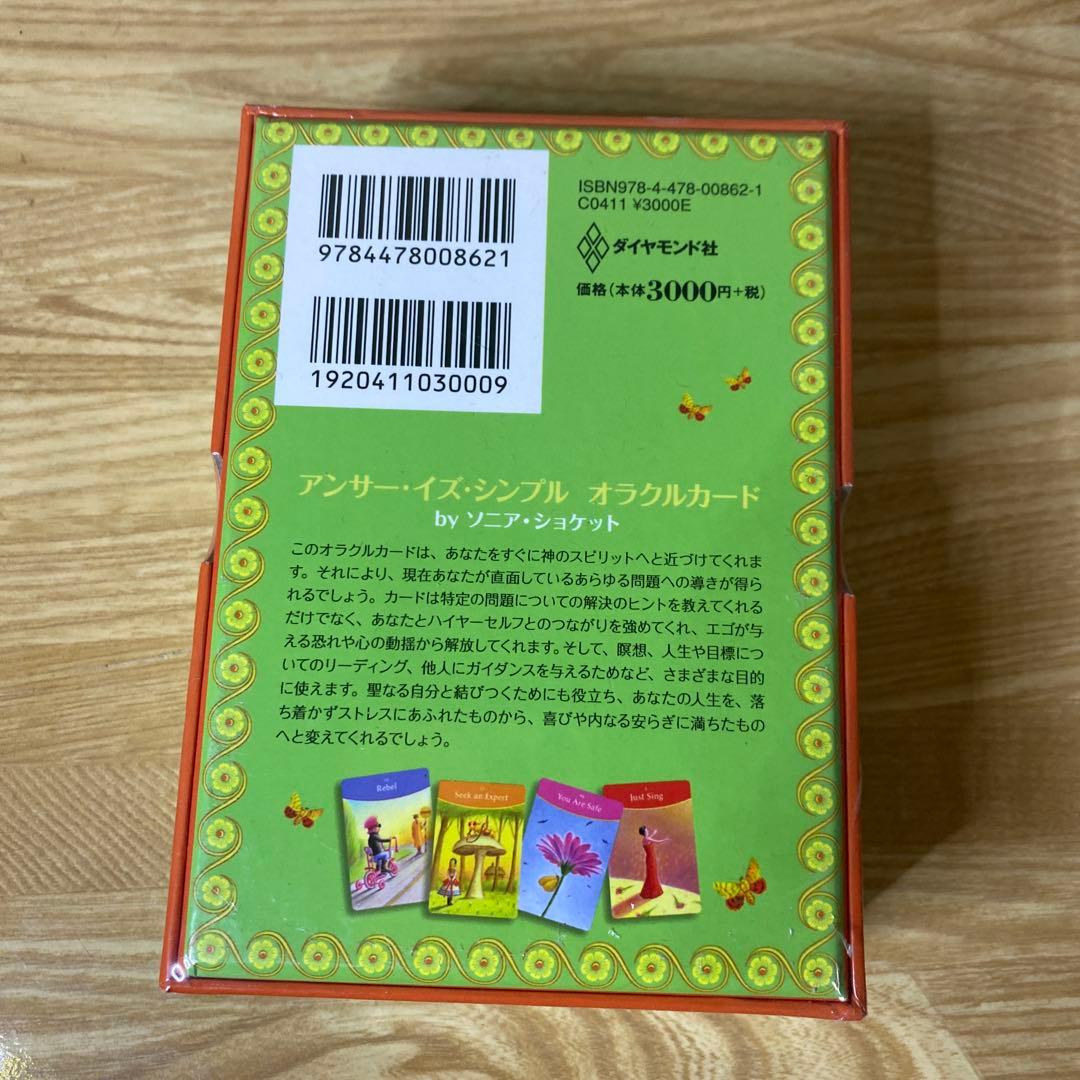 9784478008621
1920411030009
ISBN978-4-478-00862-1
C0411 ¥3000E
ダイヤモンド社
価格(本体3000円+税)
アンサー・イズ・シンプル オラクルカード
by ソニア・ショケット
このオラクルカードは、あなたをすぐに神のスピリットへと近づけてくれま
す。それにより、現在あなたが直面しているあらゆる問題への導きが得ら
れるでしょう。カードは特定の問題についての解決のヒントを教えてくれる
だけでなく、あなたとハイヤーセルフとのつながりを強めてくれ、エゴが与
える恐れや心の動揺から解放してくれます。そして、瞑想、人生や目標につ
いてのリーディング、他人にガイダンスを与えるためなど、さまざまな目的
に使えます。聖なる自分と結びつくためにも役立ち、あなたの人生を、落
ち着かずストレスにあふれたものから、喜びや内なる安らぎに満ちたもの
へと変えてくれるでしょう。
Rebel
Seek an Expert
You Are Safe
Just Sing